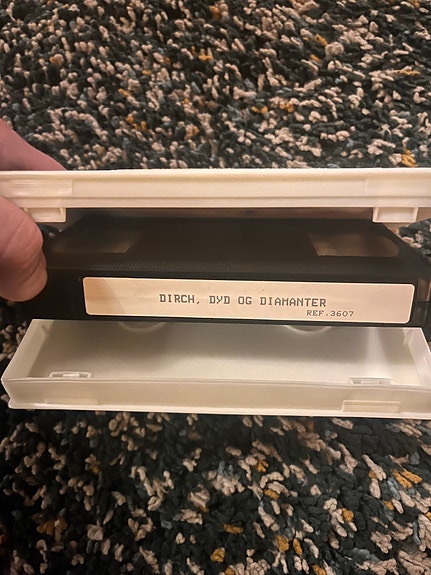 DIRCH, DYD OG DIAMANTER
REF.3607